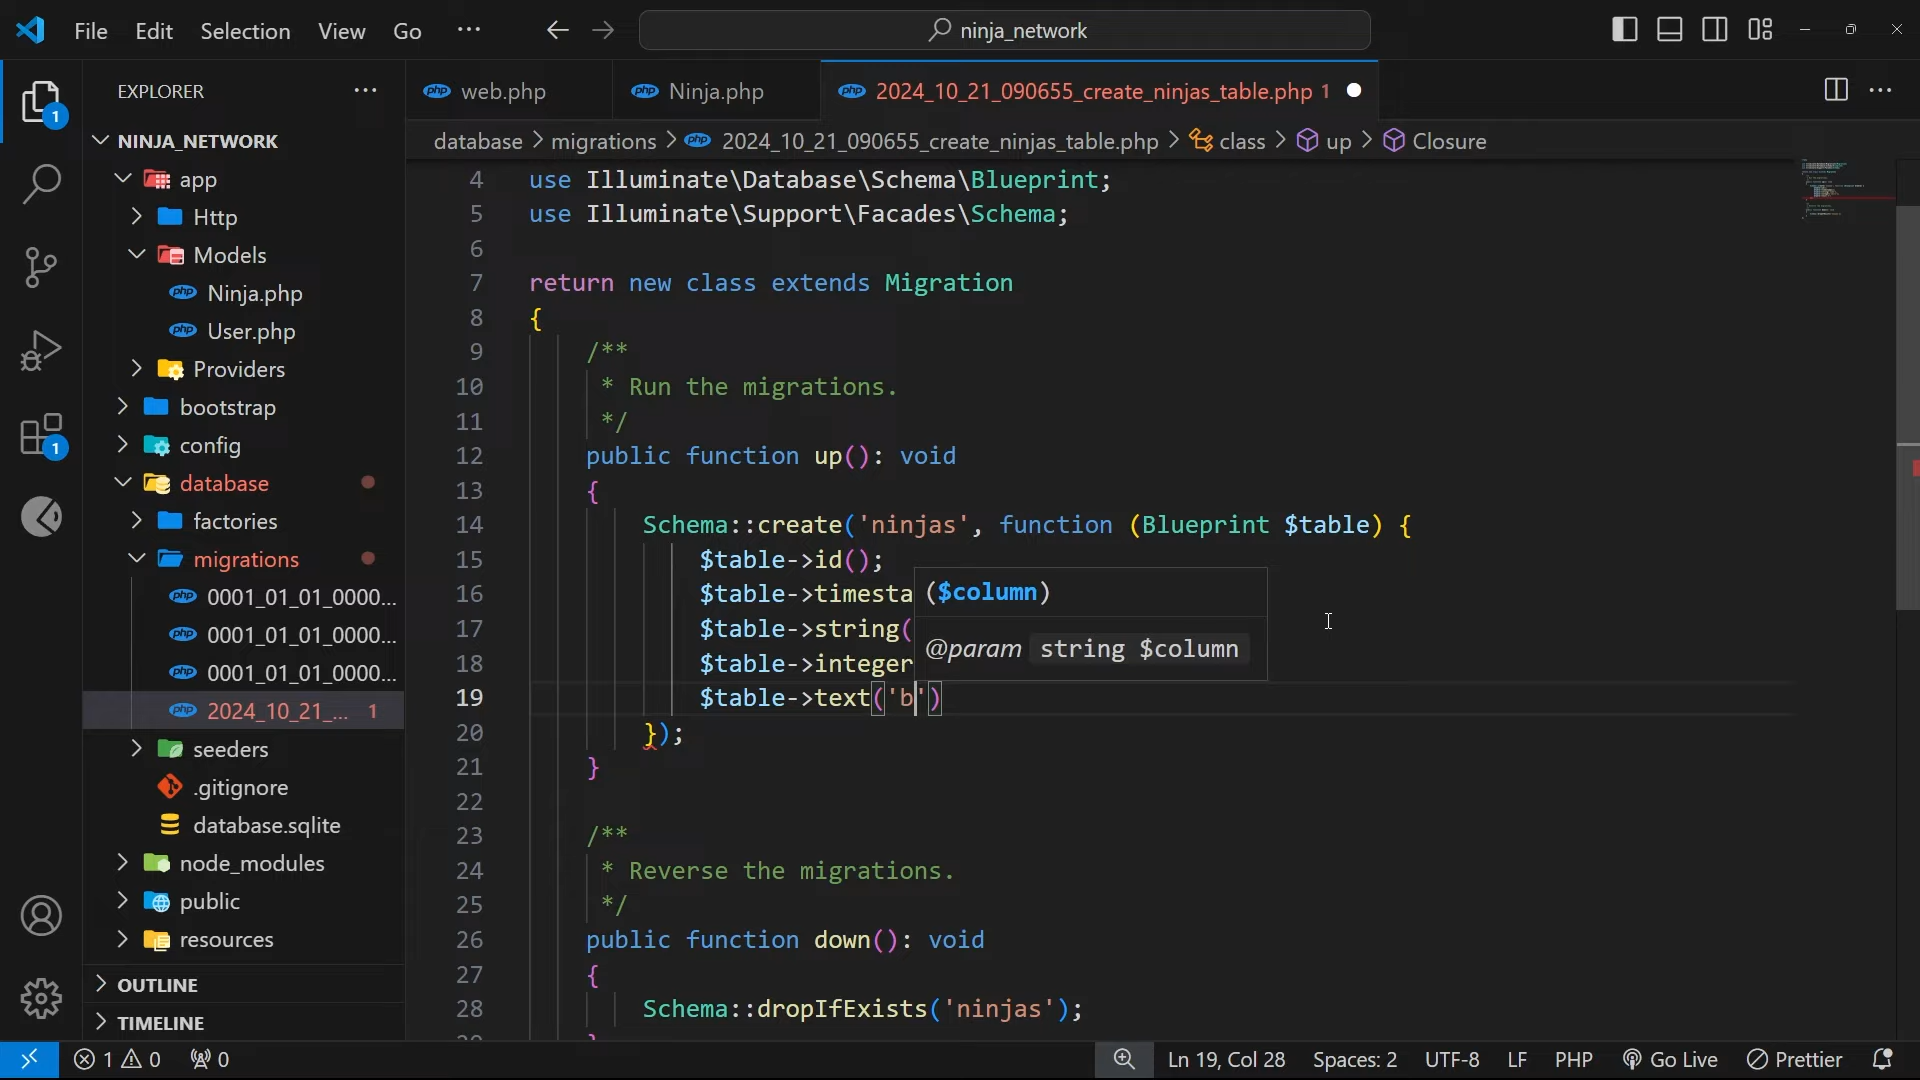 File Edit Selection View Go ··· ninja_network
EXPLORER ···
NINJA_NETWORK
app
Http
Models
Ninja.php
User.php
Providers
bootstrap
config
database
factories
migrations
0001_01_01_0000...
0001_01_01_0000...
0001_01_01_0000...
2024_10_21_... 1
seeders
.gitignore
database.sqlite
node_modules
public
resources
OUTLINE
TIMELINE
1
1
php web.php php Ninja.php php 2024_10_21_090655_create_ninjas_table.php 1
database > migrations > php 2024_10_21_090655_create_ninjas_table.php > class > up > Closure
4 use Illuminate\Database\Schema\Blueprint;
5 use Illuminate\Support\Facades\Schema;
6
7 return new class extends Migration
8 {
9 /**
10 * Run the migrations.
11 */
12 public function up(): void
13 {
14 Schema::create('ninjas', function (Blueprint $table) {
15 $table->id();
16 $table->timesta
17 $table->string(
18 $table->integer
19 $table->text('b')
20 });
21 }
22
23 /**
24 * Reverse the migrations.
25 */
26 public function down(): void
27 {
28 Schema::dropIfExists('ninjas');
($column)
@param string $column
1 0 0 Ln 19, Col 28 Spaces: 2 UTF-8 LF PHP Go Live Prettier